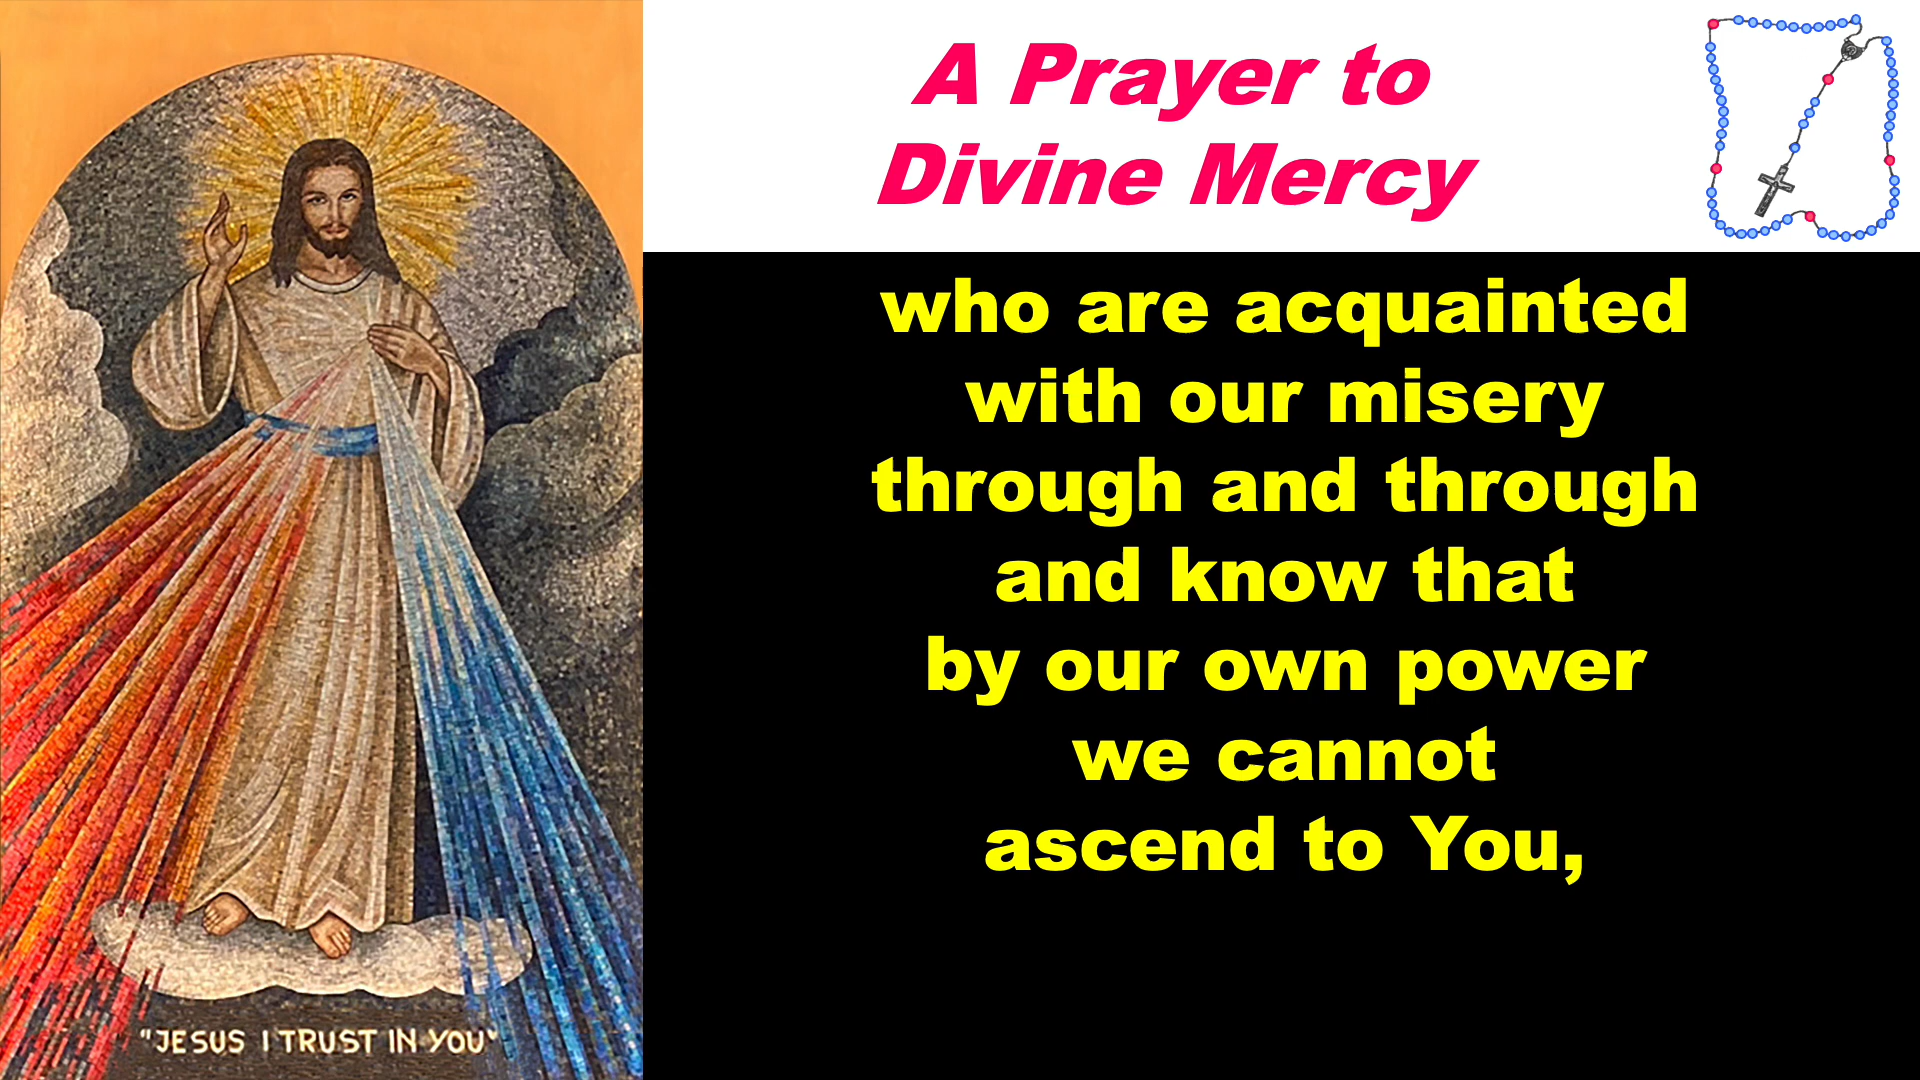 A Prayer to
Divine Mercy
who are acquainted
with our misery
through and through
and know that
by our own power
we cannot
ascend to You,
"JESUS I TRUST IN YOU"